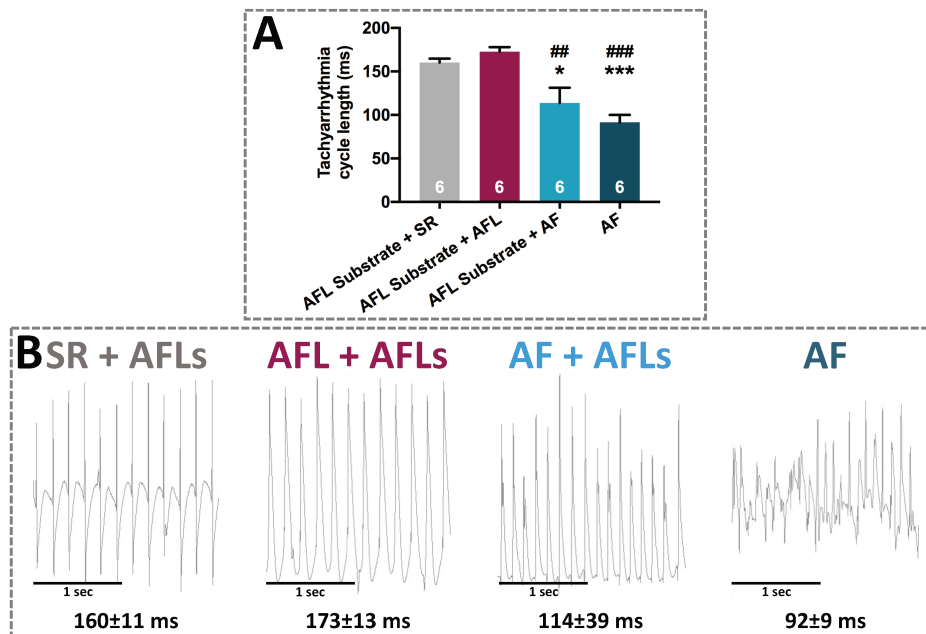 A
Tachyarrhythmia
cycle length (ms)
200
150
100
50
0
##
*
###
***
6
6
6
6
AFL Substrate + SR
AFL Substrate + AFL
AFL Substrate + AF
AF
B
SR + AFLs
AFL + AFLs
AF + AFLs
AF
1 sec
1 sec
1 sec
1 sec
160±11 ms
173±13 ms
114±39 ms
92±9 ms